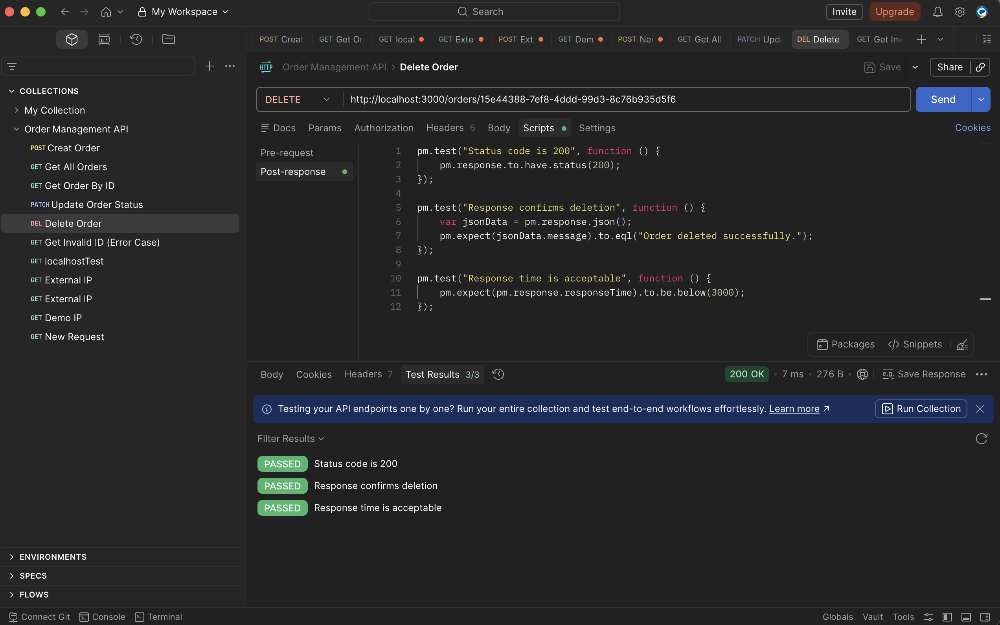 My Workspace
Search
Invite
Upgrade
POST Creat
GET Get Or
GET local
GET Exte
POST Ext
GET Dem
POST Ne
GET Get All
PATCH Upda
DEL Delete
GET Get Inv
Order Management API > Delete Order
Save
Share
COLLECTIONS
My Collection
Order Management API
POST Creat Order
GET Get All Orders
GET Get Order By ID
PATCH Update Order Status
DEL Delete Order
GET Get Invalid ID (Error Case)
GET localhostTest
GET External IP
GET External IP
GET Demo IP
GET New Request
ENVIRONMENTS
SPECS
FLOWS
HTTP
DELETE
http://localhost:3000/orders/15e44388-7ef8-4ddd-99d3-8c76b935d5f6
Send
Docs Params Authorization Headers 6 Body Scripts Settings
Cookies
Pre-request
Post-response
1 pm.test("Status code is 200", function () {
2 pm.response.to.have.status(200);
3 });
4
5 pm.test("Response confirms deletion", function () {
6 var jsonData = pm.response.json();
7 pm.expect(jsonData.message).to.eql("Order deleted successfully.");
8 });
9
10 pm.test("Response time is acceptable", function () {
11 pm.expect(pm.response.responseTime).to.be.below(3000);
12 });
Packages
</> Snippets
Body Cookies Headers 7 Test Results 3/3
200 OK • 7 ms • 276 B •
e.g. Save Response
Testing your API endpoints one by one? Run your entire collection and test end-to-end workflows effortlessly. Learn more
Run Collection
Filter Results
PASSED Status code is 200
PASSED Response confirms deletion
PASSED Response time is acceptable
Connect Git Console Terminal
Globals Vault Tools